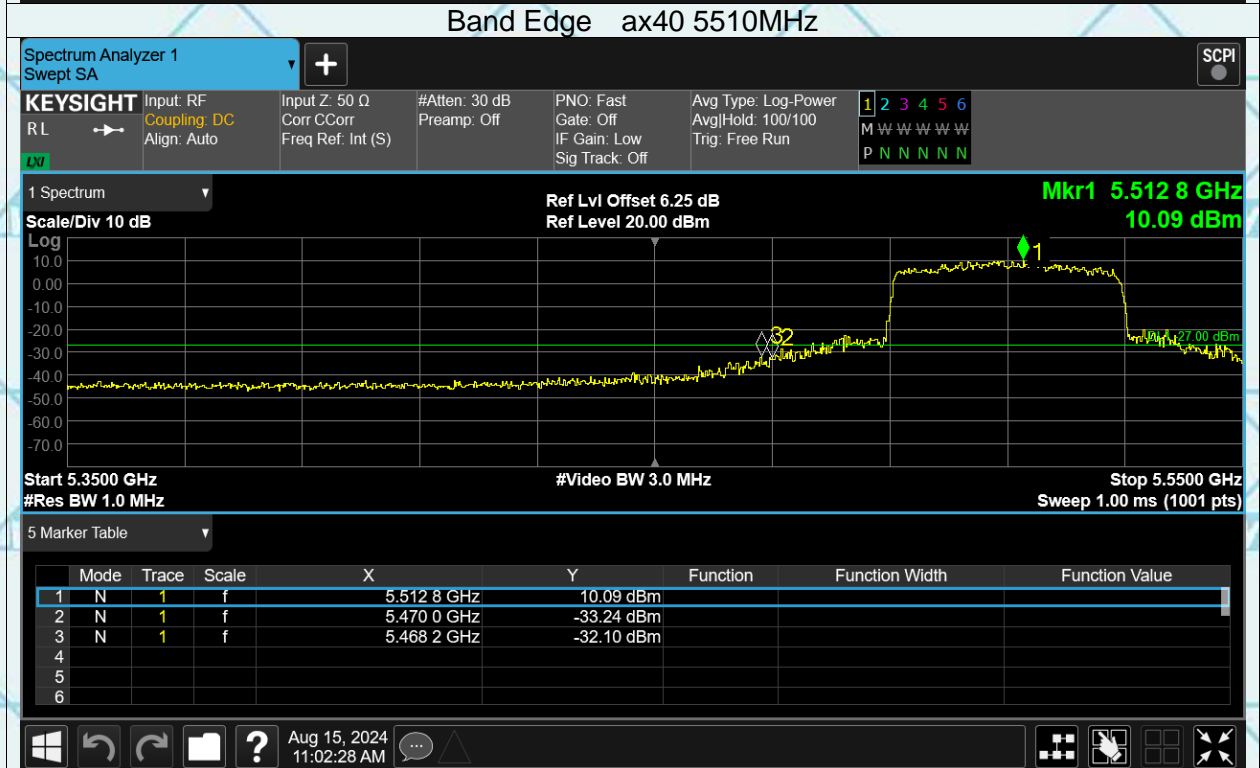 Band Edge ax40 5510MHz
Spectrum Analyzer 1
Swept SA
SCPI
KEYSIGHT
R L
LXI
Input: RF
Coupling: DC
Align: Auto
Input Z: 50 Ω
Corr CCorr
Freq Ref: Int (S)
#Atten: 30 dB
Preamp: Off
PNO: Fast
Gate: Off
IF Gain: Low
Sig Track: Off
Avg Type: Log-Power
Avg|Hold: 100/100
Trig: Free Run
1 2 3 4 5 6
M W W W W W
P N N N N N
1 Spectrum
Scale/Div 10 dB
Ref Lvl Offset 6.25 dB
Ref Level 20.00 dBm
Mkr1 5.512 8 GHz
10.09 dBm
Log
10.0
0.00
-10.0
-20.0
-30.0
-40.0
-50.0
-60.0
-70.0
1
32
-27.00 dBm
Start 5.3500 GHz
#Res BW 1.0 MHz
#Video BW 3.0 MHz
Stop 5.5500 GHz
Sweep 1.00 ms (1001 pts)
5 Marker Table
Mode Trace Scale X Y Function Function Width Function Value
1 N 1 f 5.512 8 GHz 10.09 dBm
2 N 1 f 5.470 0 GHz -33.24 dBm
3 N 1 f 5.468 2 GHz -32.10 dBm
4
5
6
Aug 15, 2024
11:02:28 AM